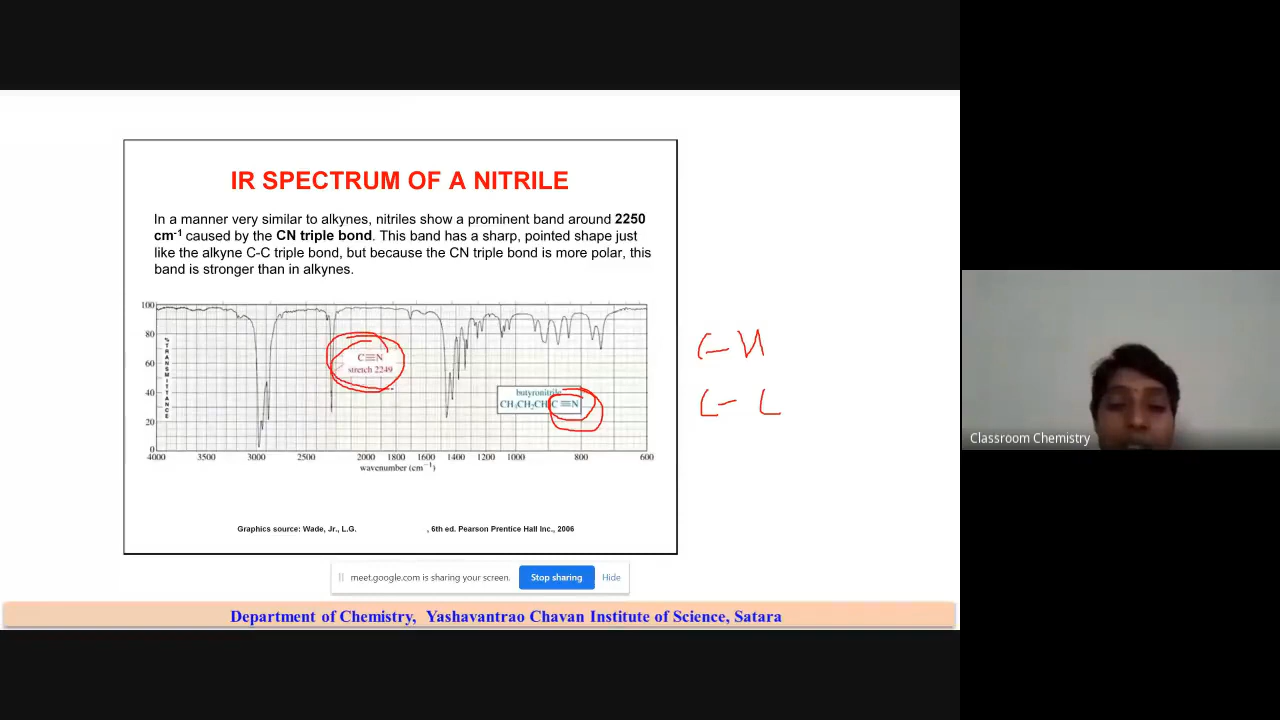 IR SPECTRUM OF A NITRILE
In a manner very similar to alkynes, nitriles show a prominent band around 2250
cm-1 caused by the CN triple bond. This band has a sharp, pointed shape just
like the alkyne C-C triple bond, but because the CN triple bond is more polar, this
band is stronger than in alkynes.
100
80
60
40
20
0
%TRANSMITTANCE
C≡N
stretch 2249
butyronitrile
CH3CH2CH2C≡N
4000 3500 3000 2500 2000 1800 1600 1400 1200 1000 800 600
wavenumber (cm-1)
Graphics source: Wade, Jr., L.G. , 6th ed. Pearson Prentice Hall Inc., 2006
meet.google.com is sharing your screen. Stop sharing Hide
Department of Chemistry, Yashavantrao Chavan Institute of Science, Satara
Classroom Chemistry